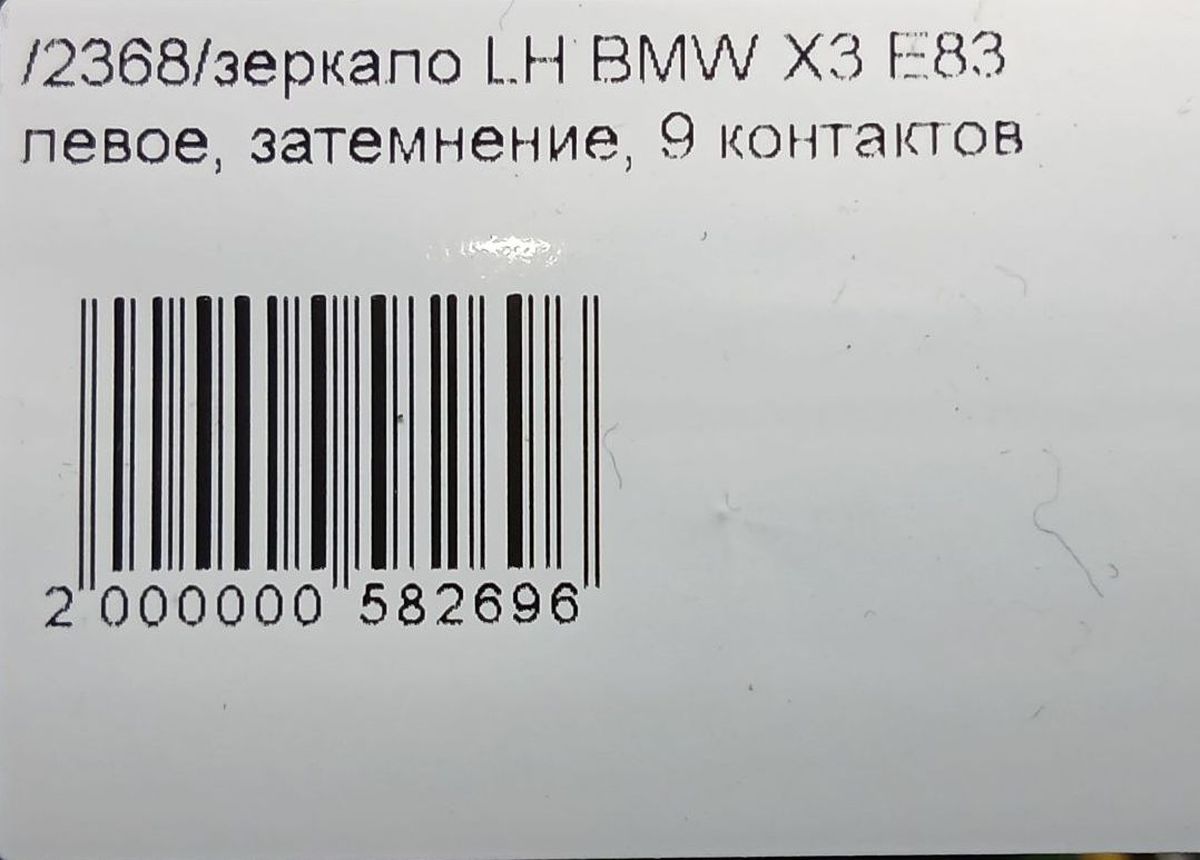 /2368/зеркало LH BMW X3 E83
левое, затемнение, 9 контактов
2 000000 582696